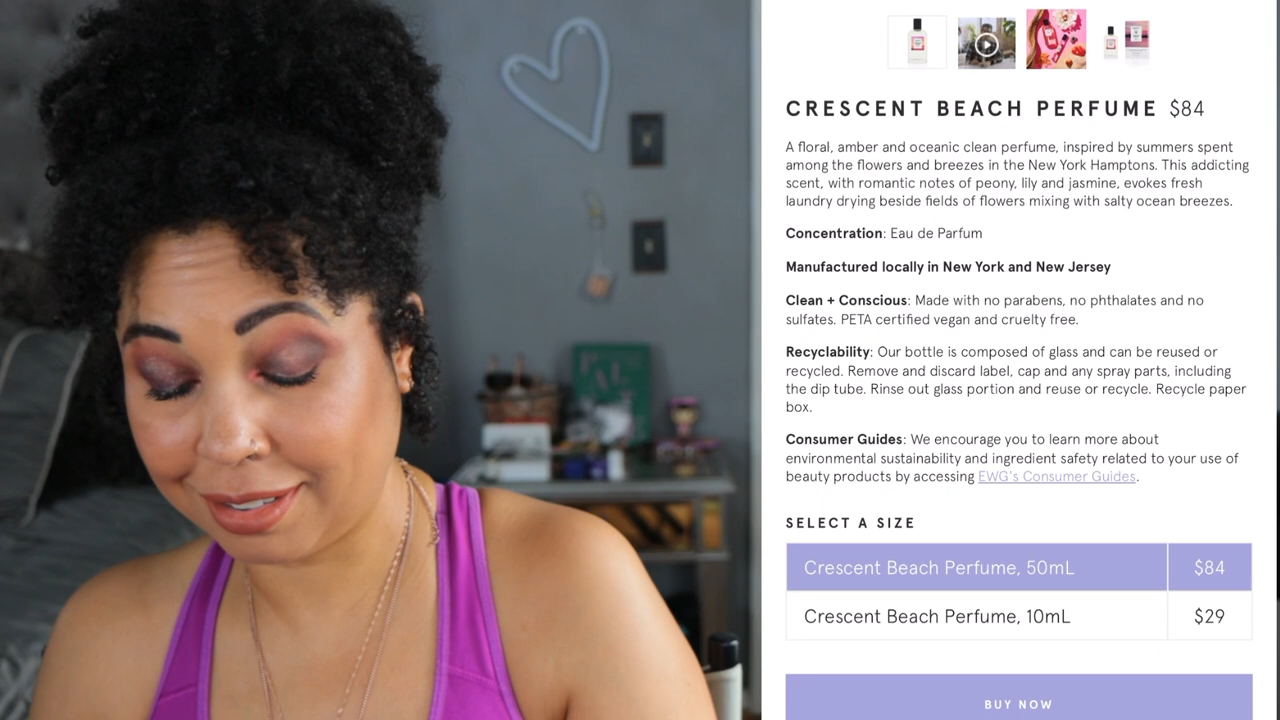 CRESCENT BEACH PERFUME $84
A floral, amber and oceanic clean perfume, inspired by summers spent
among the flowers and breezes in the New York Hamptons. This addicting
scent, with romantic notes of peony, lily and jasmine, evokes fresh
laundry drying beside fields of flowers mixing with salty ocean breezes.
Concentration: Eau de Parfum
Manufactured locally in New York and New Jersey
Clean + Conscious: Made with no parabens, no phthalates and no
sulfates. PETA certified vegan and cruelty free.
Recyclability: Our bottle is composed of glass and can be reused or
recycled. Remove and discard label, cap and any spray parts, including
the dip tube. Rinse out glass portion and reuse or recycle. Recycle paper
box.
Consumer Guides: We encourage you to learn more about
environmental sustainability and ingredient safety related to your use of
beauty products by accessing EWG's Consumer Guides.
SELECT A SIZE
Crescent Beach Perfume, 50mL $84
Crescent Beach Perfume, 10mL $29
BUY NOW